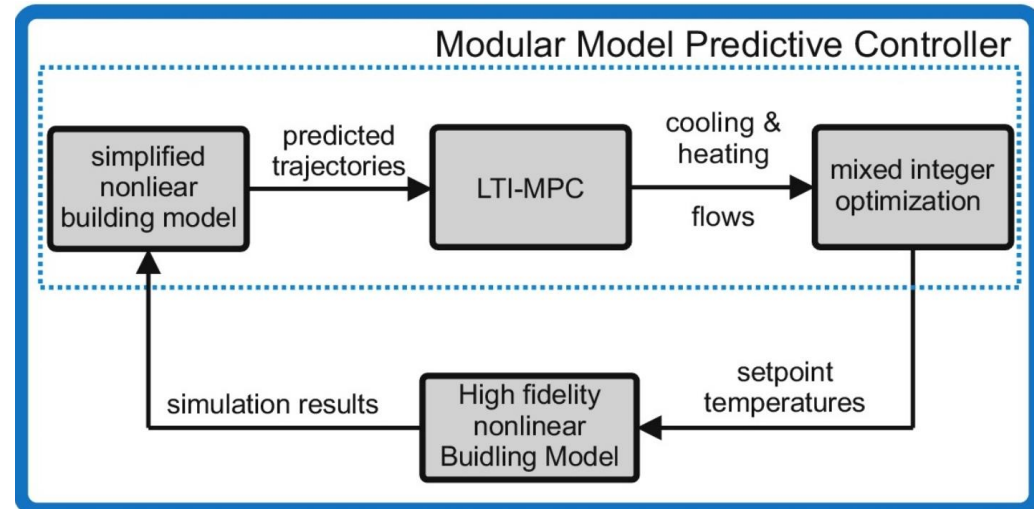 Modular Model Predictive Controller
simplified
nonliear
building model
predicted
trajectories
LTI-MPC
cooling &
heating
flows
mixed integer
optimization
setpoint
temperatures
High fidelity
nonlinear
Buidling Model
simulation results